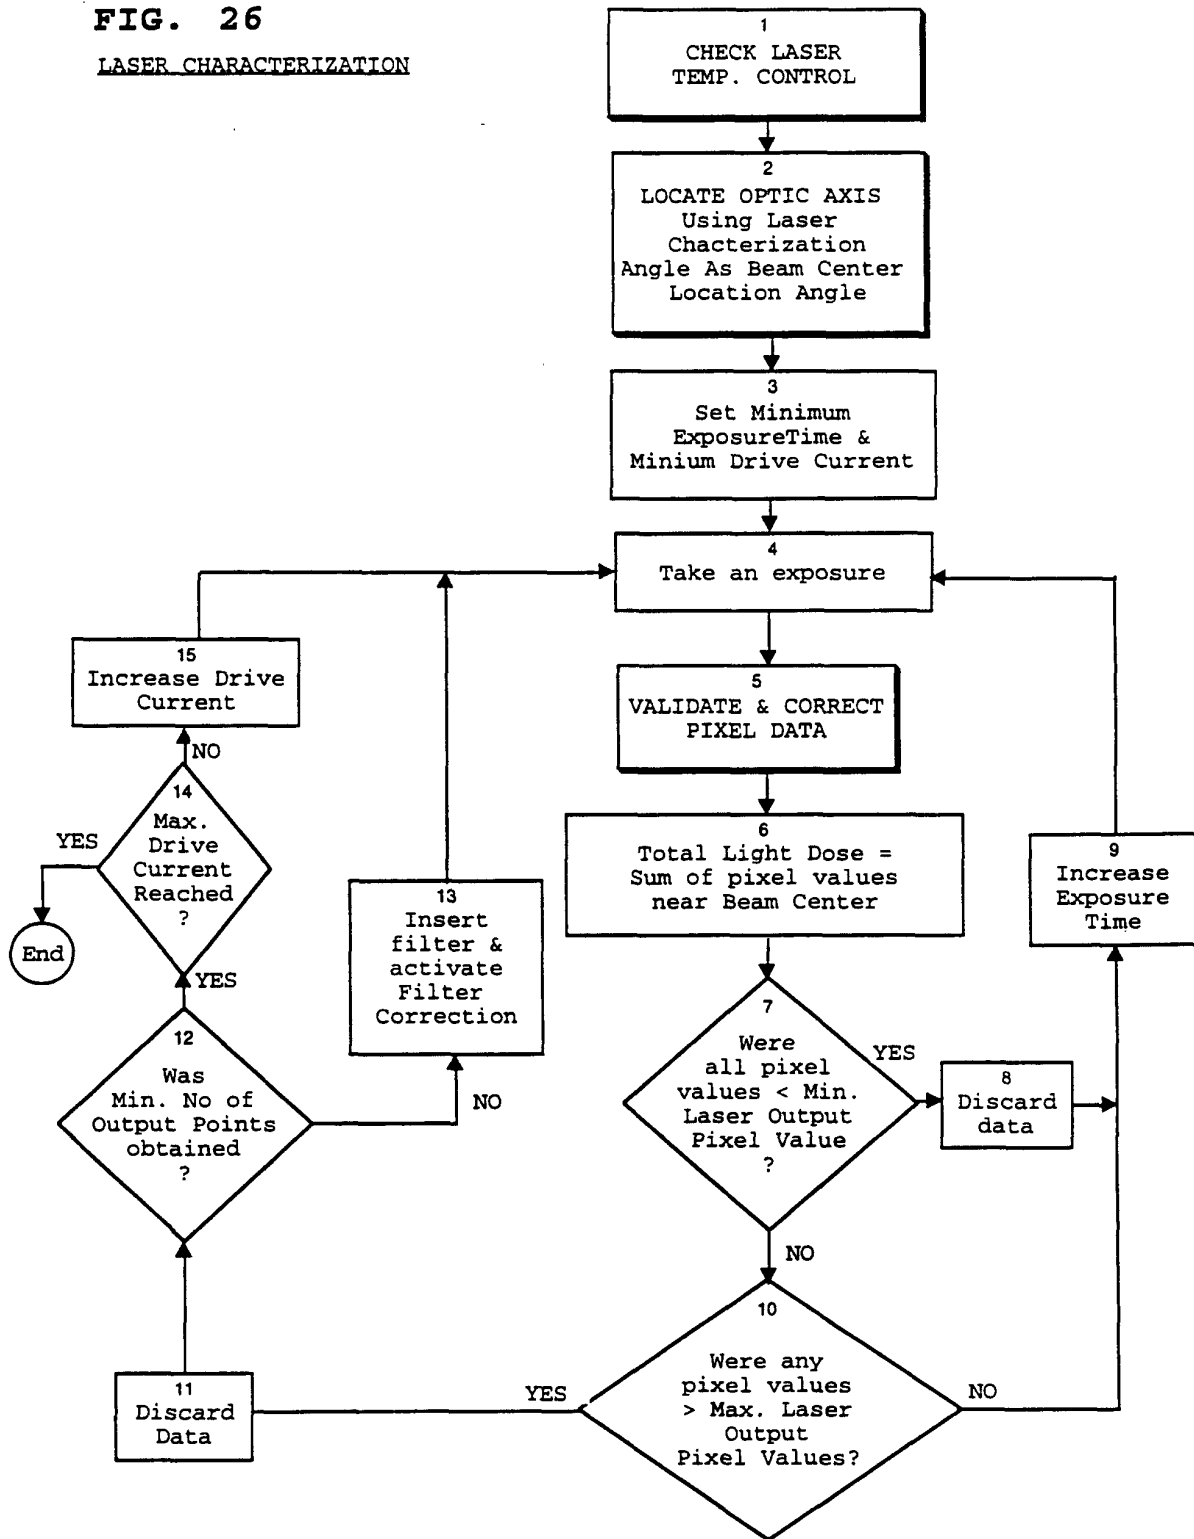 FIG. 26
LASER CHARACTERIZATION
1
CHECK LASER
TEMP. CONTROL
2
LOCATE OPTIC AXIS
Using Laser
Chacterization
Angle As Beam Center
Location Angle
3
Set Minimum
ExposureTime &
Minium Drive Current
4
Take an exposure
5
VALIDATE & CORRECT
PIXEL DATA
6
Total Light Dose =
Sum of pixel values
near Beam Center
7
Were
all pixel
values < Min.
Laser Output
Pixel Value
?
YES
NO
8
Discard
data
9
Increase
Exposure
Time
10
Were any
pixel values
> Max. Laser
Output
Pixel Values?
YES
NO
11
Discard
Data
12
Was
Min. No of
Output Points
obtained
?
YES
NO
13
Insert
filter &
activate
Filter
Correction
14
Max.
Drive
Current
Reached
?
YES
NO
End
15
Increase Drive
Current